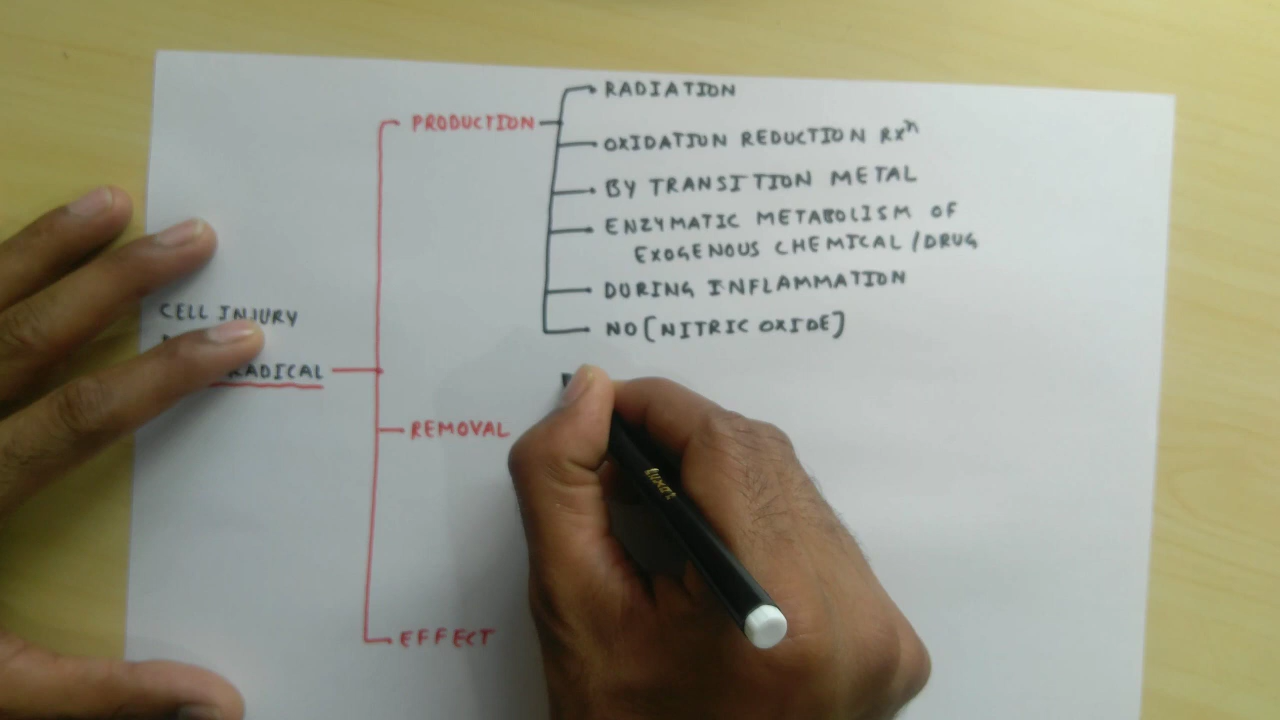 RADIATION
PRODUCTION
OXIDATION REDUCTION RXⁿ
BY TRANSITION METAL
ENZYMATIC METABOLISM OF
EXOGENOUS CHEMICAL/DRUG
DURING INFLAMMATION
NO[NITRIC OXIDE]
CELL INJURY
RADICAL
REMOVAL
EFFECT
luxor